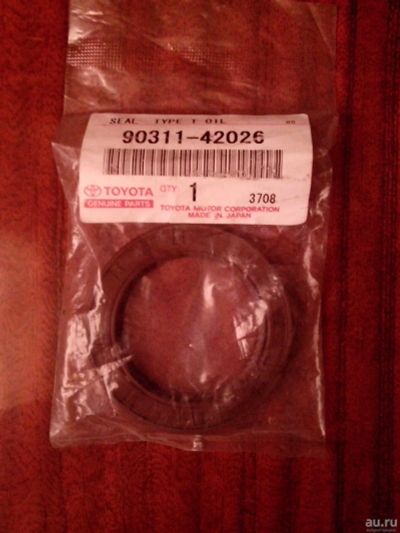 SEAL, TYPE T OIL
90311-42026
TOYOTA
GENUINE PARTS
QTY: 1
3708
TOYOTA MOTOR CORPORATION
MADE IN JAPAN
au.ru